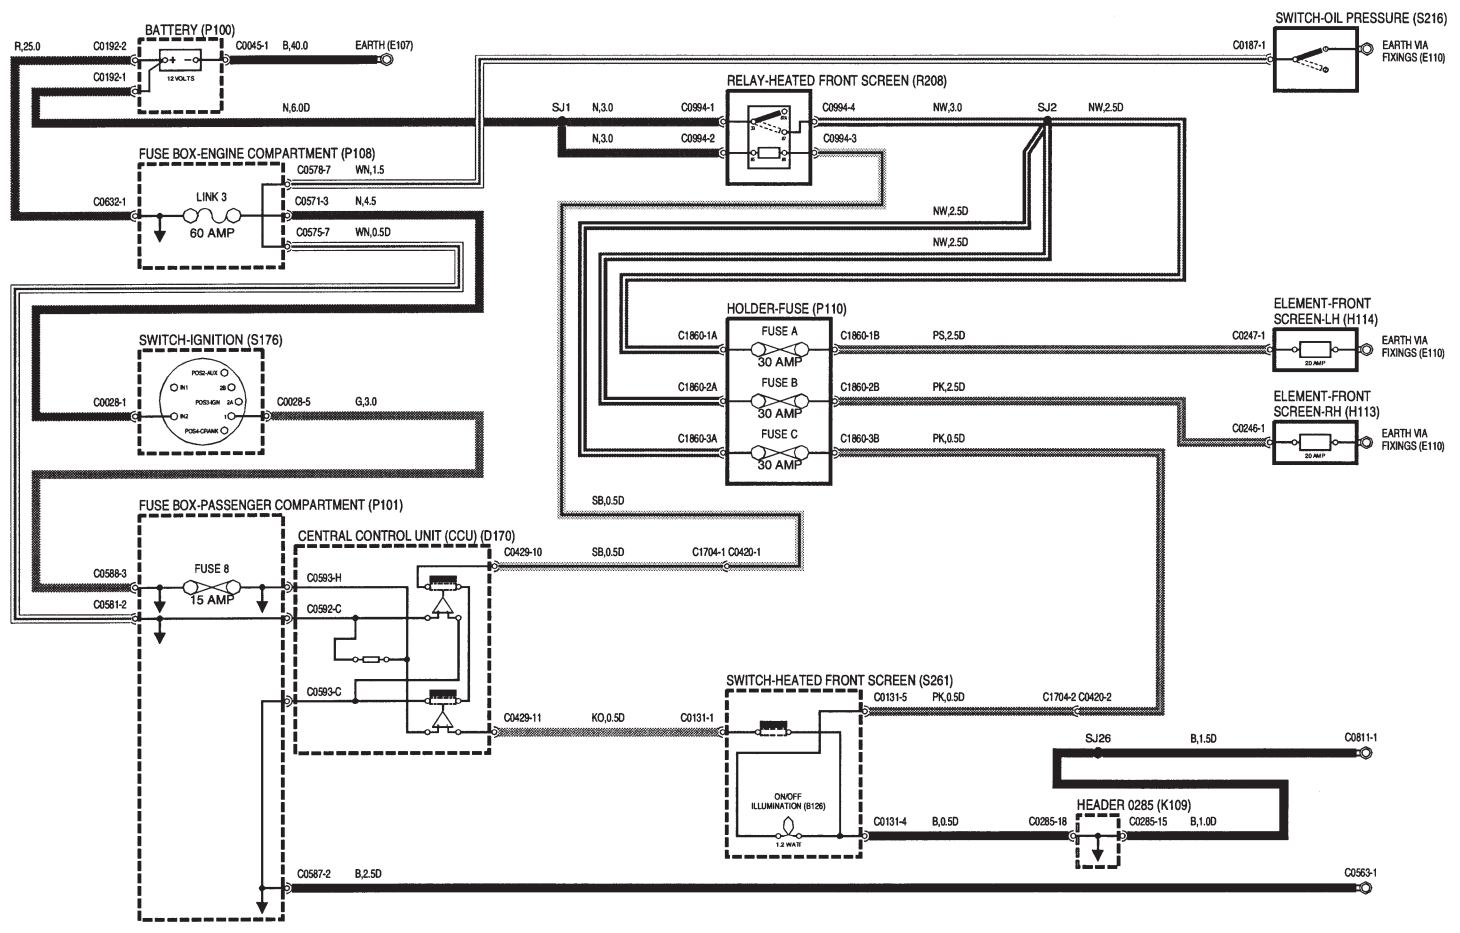 SWITCH-OIL PRESSURE (S216)
BATTERY (P100)
R,25.0
C0192-2
C0045-1
B,40.0
EARTH (E107)
C0187-1
EARTH VIA
FIXINGS (E110)
12 VOLTS
C0192-1
RELAY-HEATED FRONT SCREEN (R208)
N,6.0D
SJ1
N,3.0
C0994-1
C0994-4
NW,3.0
SJ2
NW,2.5D
N,3.0
C0994-2
C0994-3
FUSE BOX-ENGINE COMPARTMENT (P108)
C0578-7
WN,1.5
C0632-1
LINK 3
60 AMP
C0571-3
N,4.5
C0575-7
WN,0.5D
NW,2.5D
NW,2.5D
HOLDER-FUSE (P110)
ELEMENT-FRONT
SCREEN-LH (H114)
C1860-1A
FUSE A
30 AMP
C1860-1B
PS,2.5D
C0247-1
20 AMP
EARTH VIA
FIXINGS (E110)
SWITCH-IGNITION (S176)
POS2-AUX
IN1
2B
POS3-IGN
2A
IN2
1
POS4-CRANK
C0028-1
C0028-5
G,3.0
C1860-2A
FUSE B
30 AMP
C1860-2B
PK,2.5D
ELEMENT-FRONT
SCREEN-RH (H113)
C0246-1
20 AMP
EARTH VIA
FIXINGS (E110)
C1860-3A
FUSE C
30 AMP
C1860-3B
PK,0.5D
FUSE BOX-PASSENGER COMPARTMENT (P101)
SB,0.5D
CENTRAL CONTROL UNIT (CCU) (D170)
C0429-10
SB,0.5D
C1704-1 C0420-1
C0588-3
FUSE 8
15 AMP
C0593-H
C0581-2
C0592-C
C0593-C
SWITCH-HEATED FRONT SCREEN (S261)
C0429-11
KO,0.5D
C0131-1
C0131-5
PK,0.5D
C1704-2 C0420-2
SJ26
B,1.5D
C0811-1
ON/OFF
ILLUMINATION (B126)
1.2 WATT
HEADER 0285 (K109)
C0131-4
B,0.5D
C0285-18
C0285-15
B,1.0D
C0587-2
B,2.5D
C0563-1